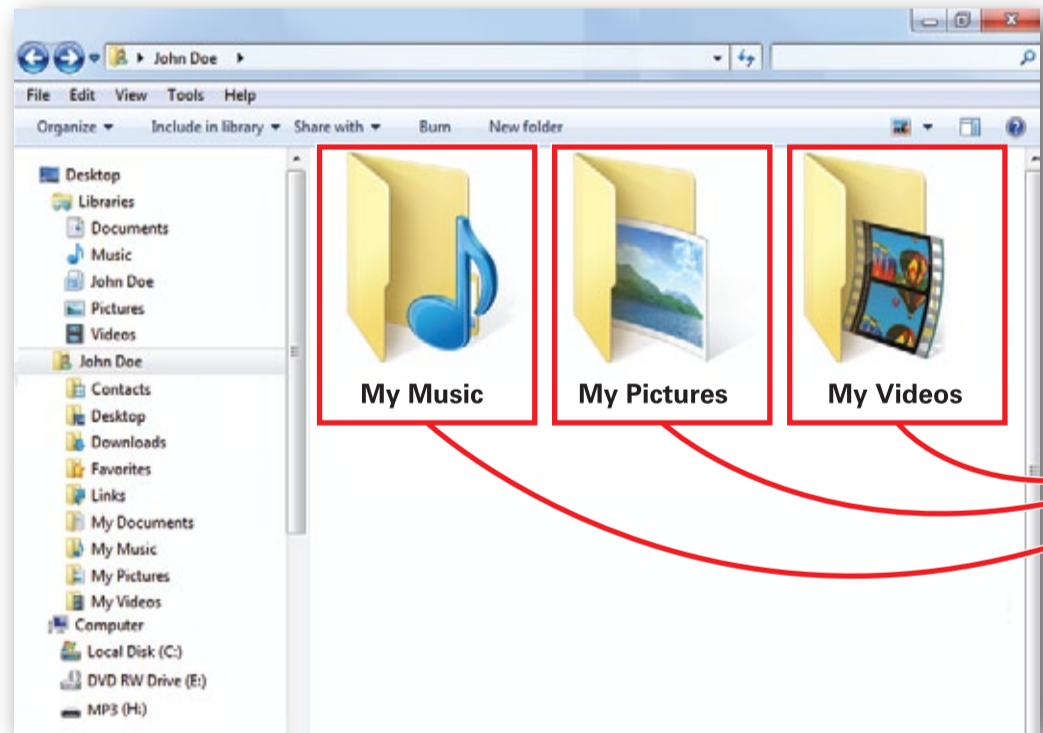 John Doe
File Edit View Tools Help
Organize Include in library Share with Burn New folder
Desktop
Libraries
Documents
Music
John Doe
Pictures
Videos
John Doe
Contacts
Desktop
Downloads
Favorites
Links
My Documents
My Music
My Pictures
My Videos
Computer
Local Disk (C:)
DVD RW Drive (E:)
MP3 (H:)
My Music My Pictures My Videos